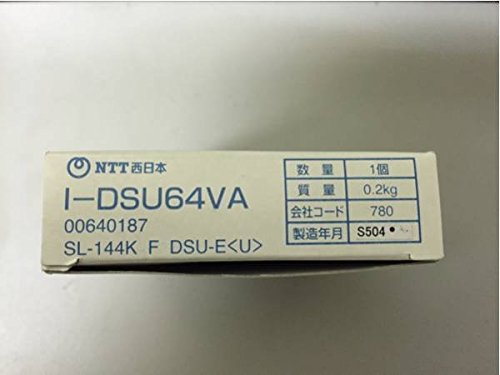 NTT西日本
I-DSU64VA
00640187
SL-144K F DSU-E<U>
数量 1個
質量 0.2kg
会社コード 780
製造年月 S504